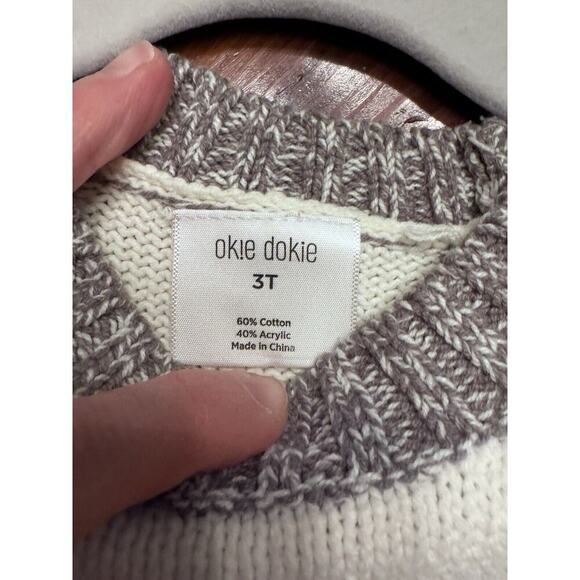 okie dokie
3T
60% Cotton
40% Acrylic
Made in China